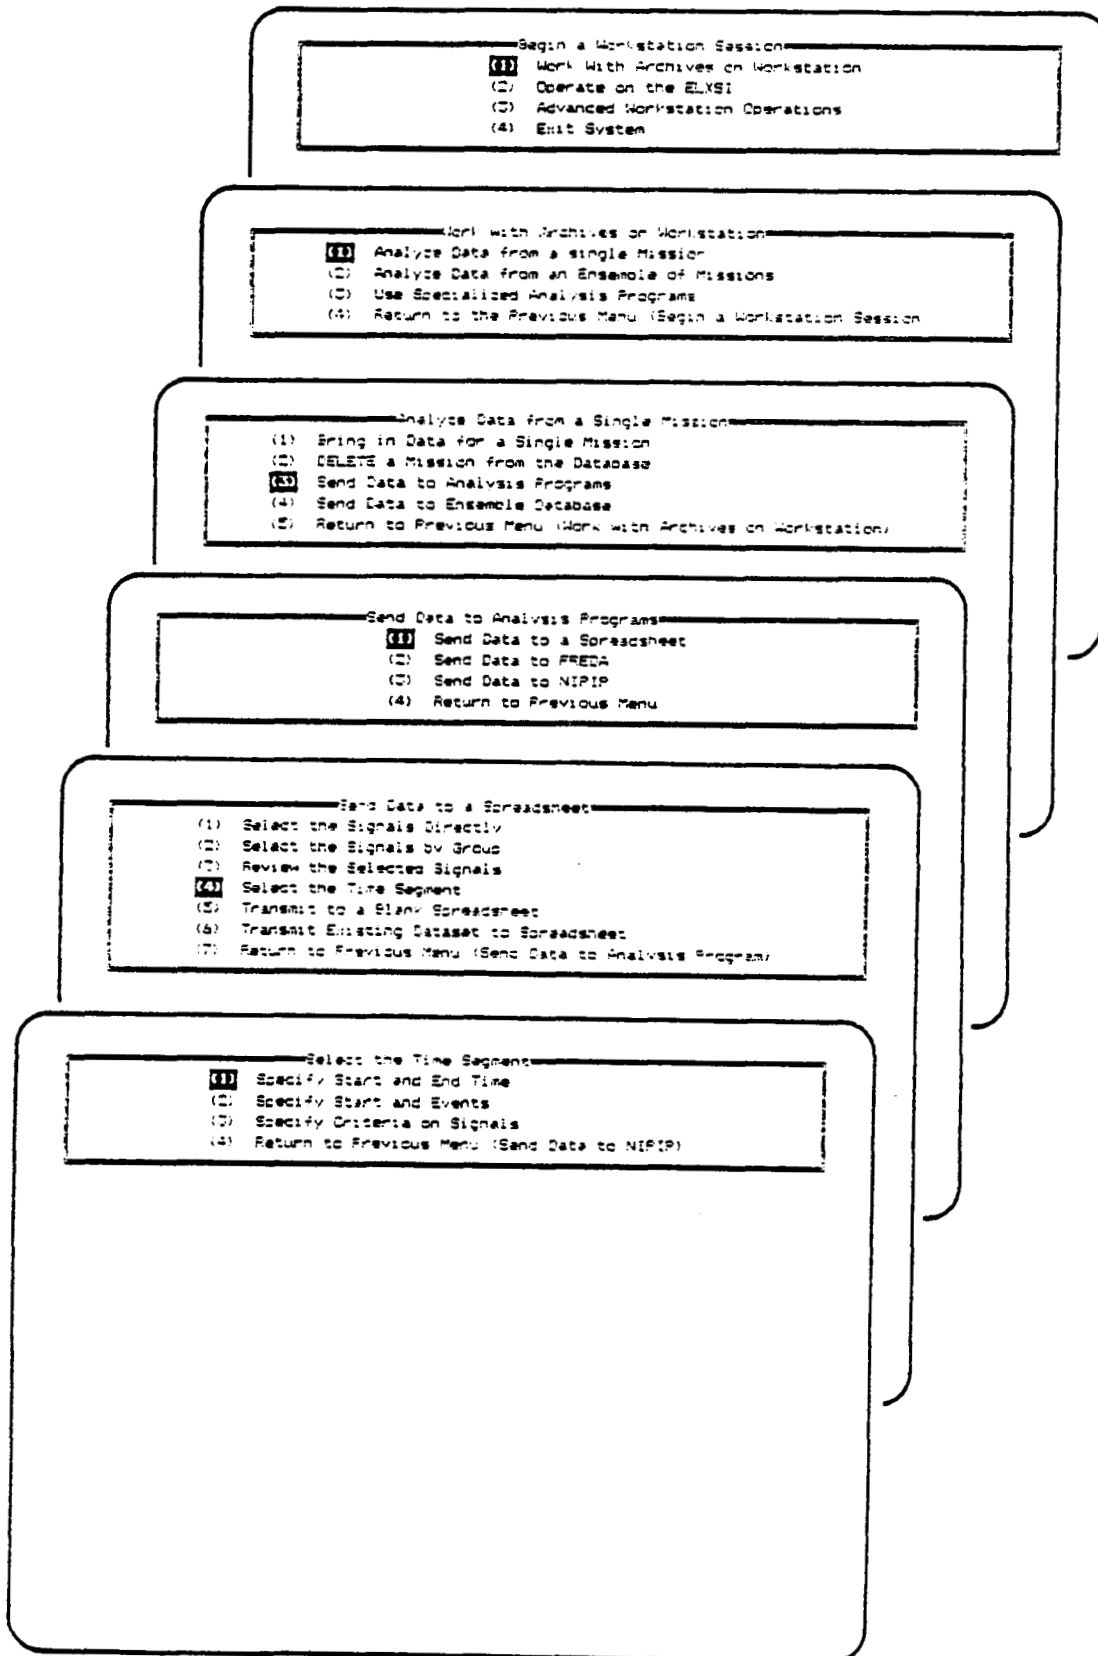 Begin a Workstation Session
(1) Work With Archives on Workstation
(2) Operate on the ELXSI
(3) Advanced Workstation Operations
(4) Exit System
Work with Archives on Workstation
(1) Analyze Data from a single Mission
(2) Analyze Data from an Ensemble of Missions
(3) Use Specialized Analysis Programs
(4) Return to the Previous Menu (Begin a Workstation Session
Analyze Data from a Single Mission
(1) Bring in Data for a Single Mission
(2) DELETE a Mission from the Database
(3) Send Data to Analysis Programs
(4) Send Data to Ensemble Database
(5) Return to Previous Menu (Work with Archives on Workstation)
Send Data to Analysis Programs
(1) Send Data to a Spreadsheet
(2) Send Data to FREDA
(3) Send Data to NIPIP
(4) Return to Previous Menu
Send Data to a Spreadsheet
(1) Select the Signals Directly
(2) Select the Signals by Group
(3) Review the Selected Signals
(4) Select the Time Segment
(5) Transmit to a Blank Spreadsheet
(6) Transmit Existing Dataset to Spreadsheet
(7) Return to Previous Menu (Send Data to Analysis Program)
Select the Time Segment
(1) Specify Start and End Time
(2) Specify Start and Events
(3) Specify Criteria on Signals
(4) Return to Previous Menu (Send Data to NIPIP)